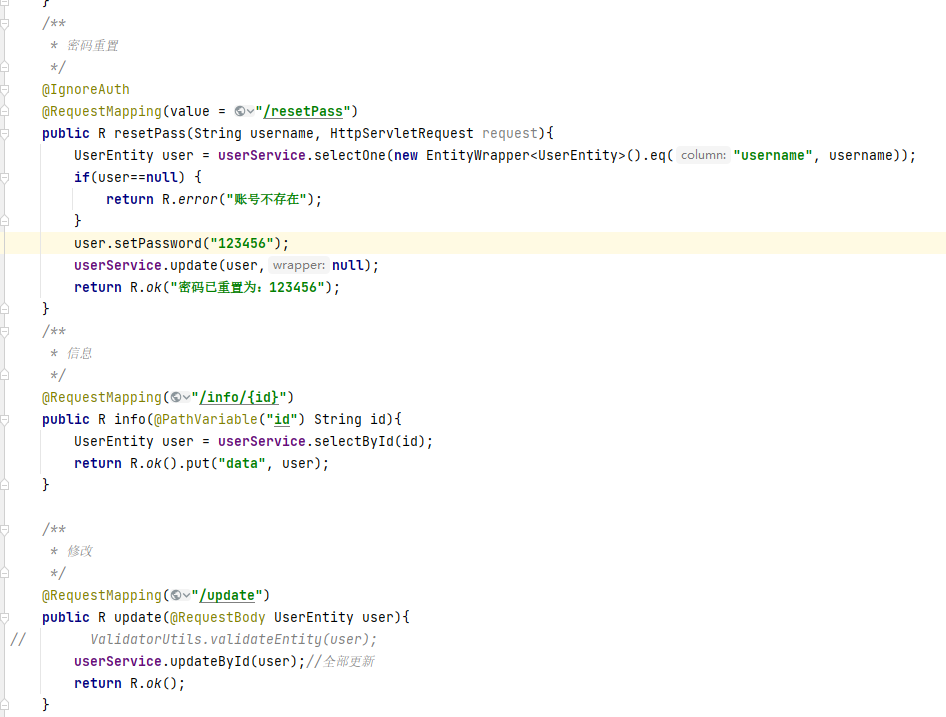 }
/**
 * 密码重置
 */
@IgnoreAuth
@RequestMapping(value = "/resetPass")
public R resetPass(String username, HttpServletRequest request){
    UserEntity user = userService.selectOne(new EntityWrapper<UserEntity>().eq( column: "username", username));
    if(user==null) {
        return R.error("账号不存在");
    }
    user.setPassword("123456");
    userService.update(user, wrapper: null);
    return R.ok("密码已重置为：123456");
}
/**
 * 信息
 */
@RequestMapping("/info/{id}")
public R info(@PathVariable("id") String id){
    UserEntity user = userService.selectById(id);
    return R.ok().put("data", user);
}
/**
 * 修改
 */
@RequestMapping("/update")
public R update(@RequestBody UserEntity user){
//        ValidatorUtils.validateEntity(user);
    userService.updateById(user);//全部更新
    return R.ok();
}